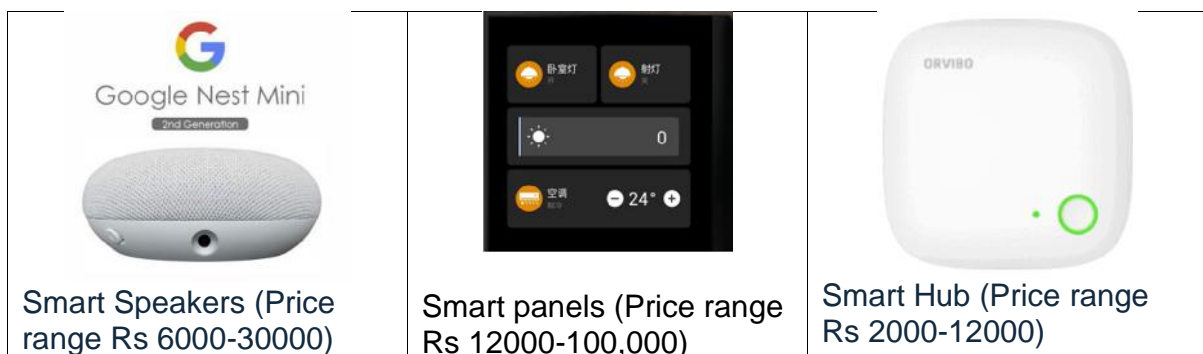 Google Nest Mini
2nd Generation
Smart Speakers (Price
range Rs 6000-30000)
卧室灯
开
射灯
0
空调
24°
Smart panels (Price range
Rs 12000-100,000)
ORVIBO
Smart Hub (Price range
Rs 2000-12000)